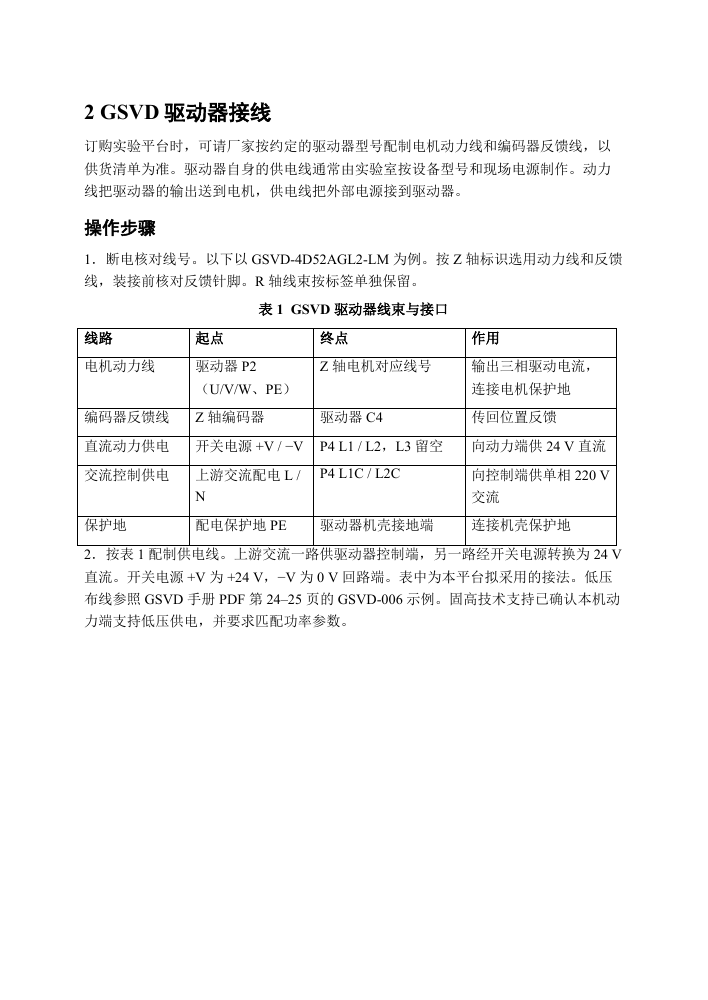 2 GSVD 驱动器接线
订购实验平台时，可请厂家按约定的驱动器型号配制电机动力线和编码器反馈线，以
供货清单为准。驱动器自身的供电线通常由实验室按设备型号和现场电源制作。动力
线把驱动器的输出送到电机，供电线把外部电源接到驱动器。
操作步骤
1．断电核对线号。以下以 GSVD-4D52AGL2-LM 为例。按 Z 轴标识选用动力线和反馈
线，装接前核对反馈针脚。R 轴线束按标签单独保留。
表 1 GSVD 驱动器线束与接口
线路 起点 终点 作用
电机动力线 驱动器 P2 Z 轴电机对应线号 输出三相驱动电流，
（U/V/W、PE） 连接电机保护地
编码器反馈线 Z 轴编码器 驱动器 C4 传回位置反馈
直流动力供电 开关电源 +V / −V P4 L1 / L2，L3 留空 向动力端供 24 V 直流
交流控制供电 上游交流配电 L / P4 L1C / L2C 向控制端供单相 220 V
N 交流
保护地 配电保护地 PE 驱动器机壳接地端 连接机壳保护地
2．按表 1 配制供电线。上游交流一路供驱动器控制端，另一路经开关电源转换为 24 V
直流。开关电源 +V 为 +24 V，−V 为 0 V 回路端。表中为本平台拟采用的接法。低压
布线参照 GSVD 手册 PDF 第 24–25 页的 GSVD-006 示例。固高技术支持已确认本机动
力端支持低压供电，并要求匹配功率参数。